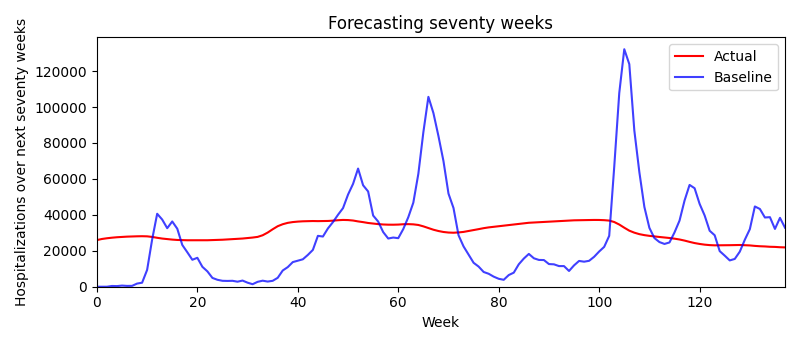 Forecasting seventy weeks
Hospitalizations over next seventy weeks
120000
100000
80000
60000
40000
20000
0
0 20 40 60 80 100 120
Week
Actual
Baseline